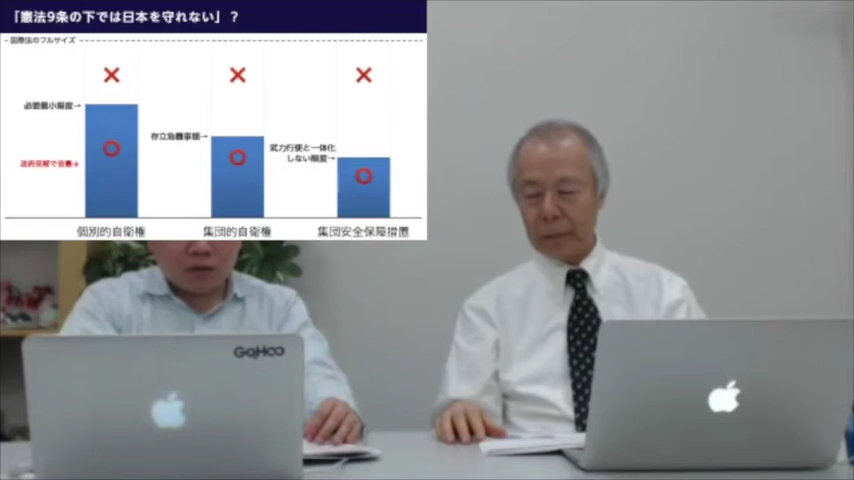 「憲法9条の下では日本を守れない」？
国際法のフルサイズ
必要最小限度→
存立危機事態→
武力行使と一体化
しない限度→
政府見解で合憲→
個別的自衛権
集団的自衛権
集団安全保障措置
GoHoo